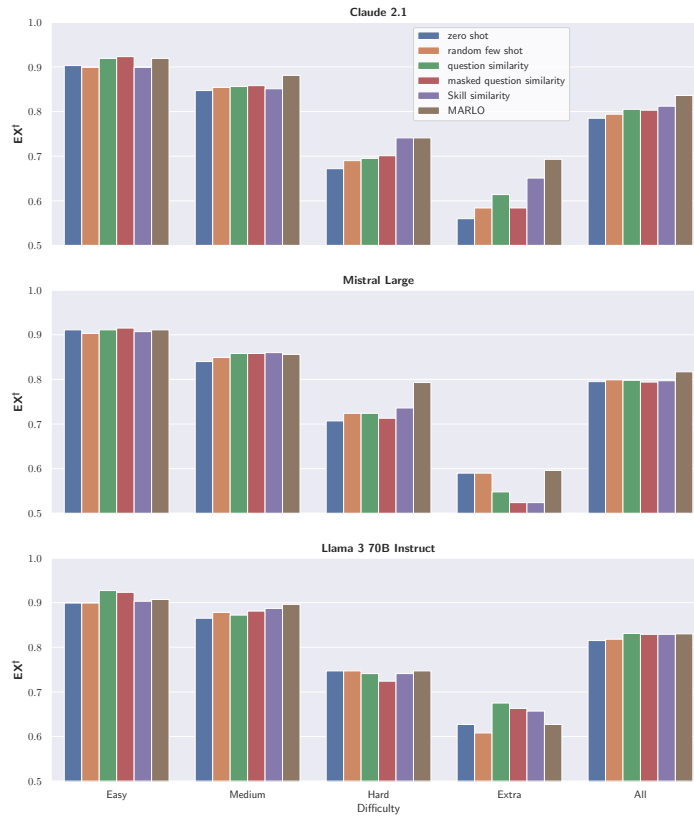 Claude 2.1
1.0
0.9
0.8
0.7
0.6
0.5
EX†
zero shot
random few shot
question similarity
masked question similarity
Skill similarity
MARLO
Mistral Large
1.0
0.9
0.8
0.7
0.6
0.5
EX†
Llama 3 70B Instruct
1.0
0.9
0.8
0.7
0.6
0.5
EX†
Easy Medium Hard Extra All
Difficulty